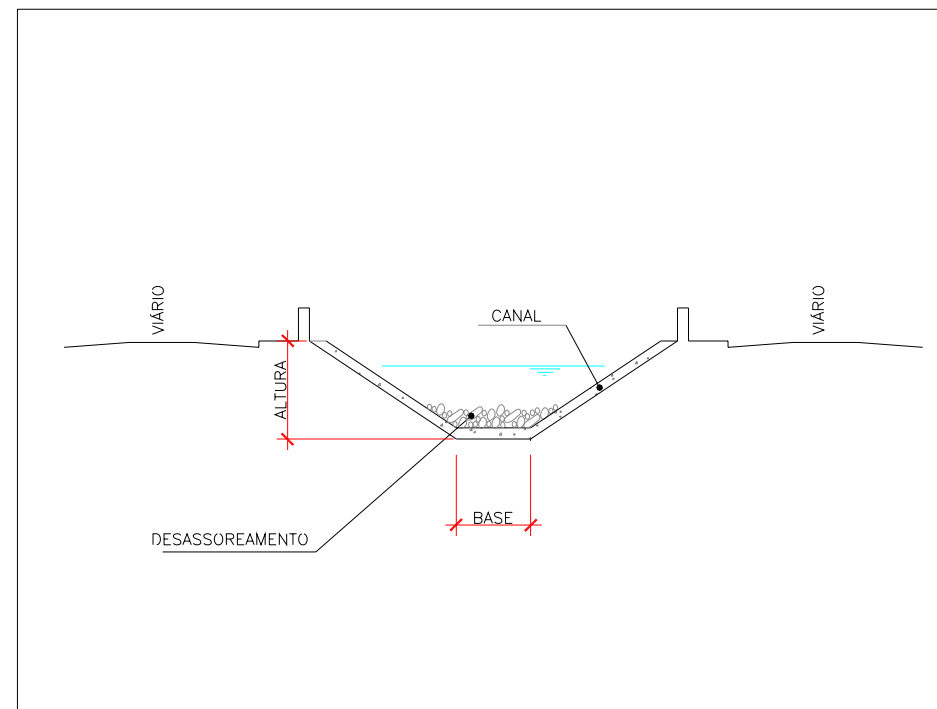 VIÁRIO
VIÁRIO
CANAL
ALTURA
BASE
DESASSOREAMENTO